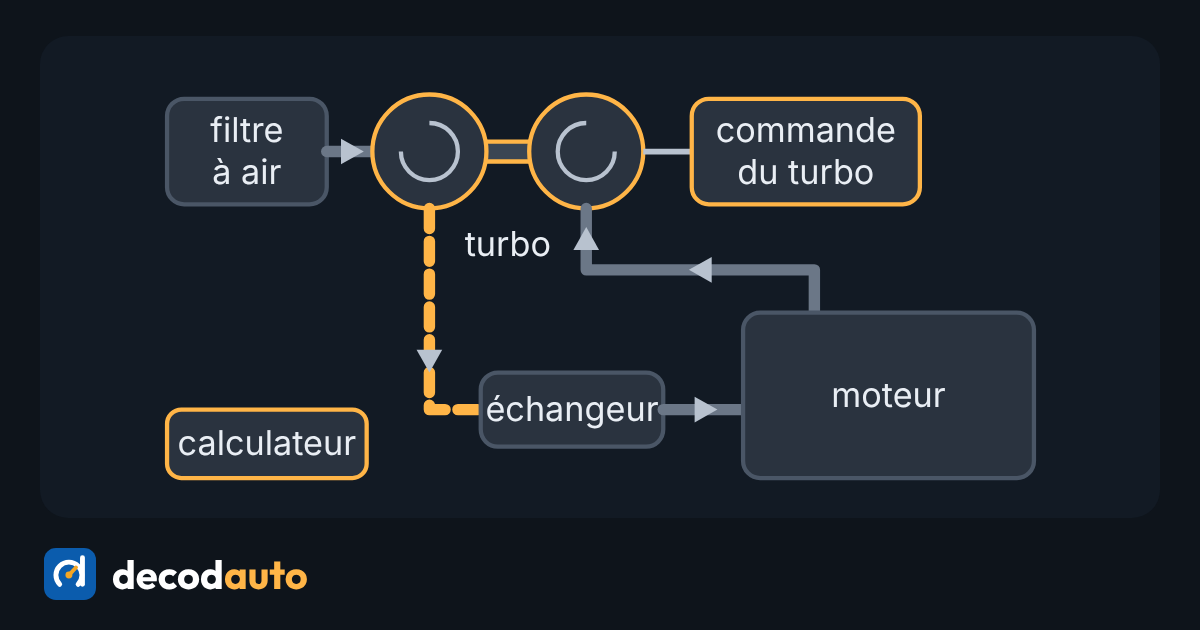 filtre
à air
commande
du turbo
turbo
moteur
échangeur
calculateur
decodauto